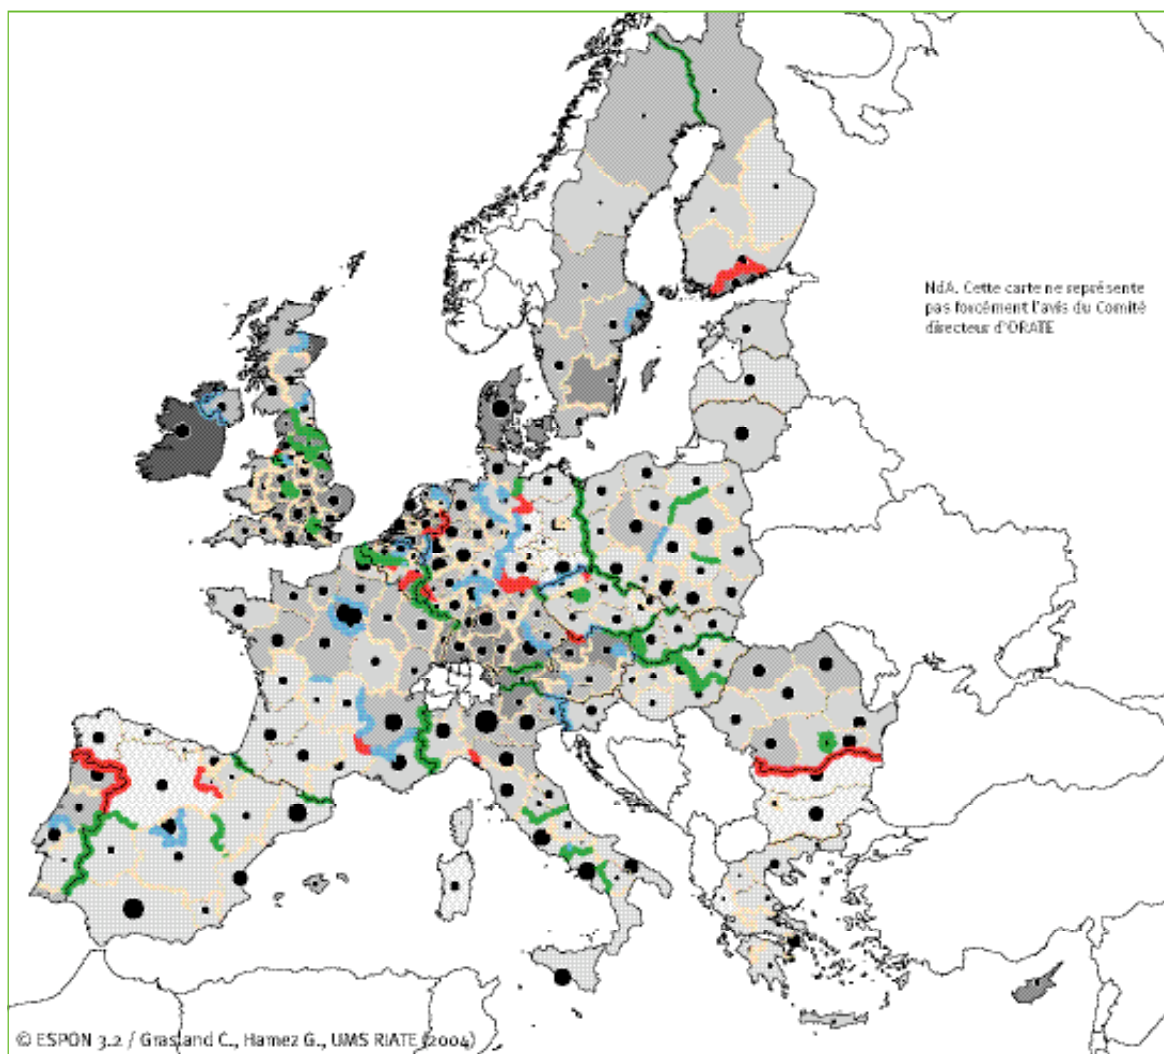 NdA. Cette carte ne représente
pas forcément l'avis du Comité
directeur d'ORATE
© ESPON 3.2 / Grasland C., Hamez G., UMS RIATE (2004)